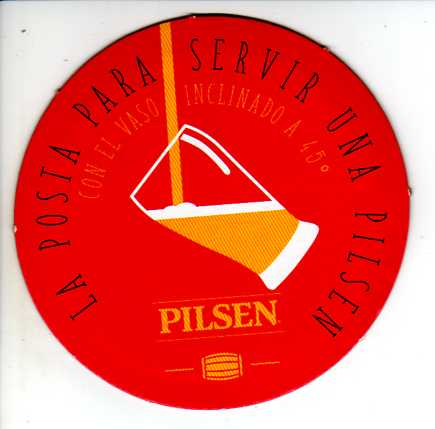 LA POSTA PARA SERVIR UNA PILSEN
CON EL VASO INCLINADO A 45°
PILSEN